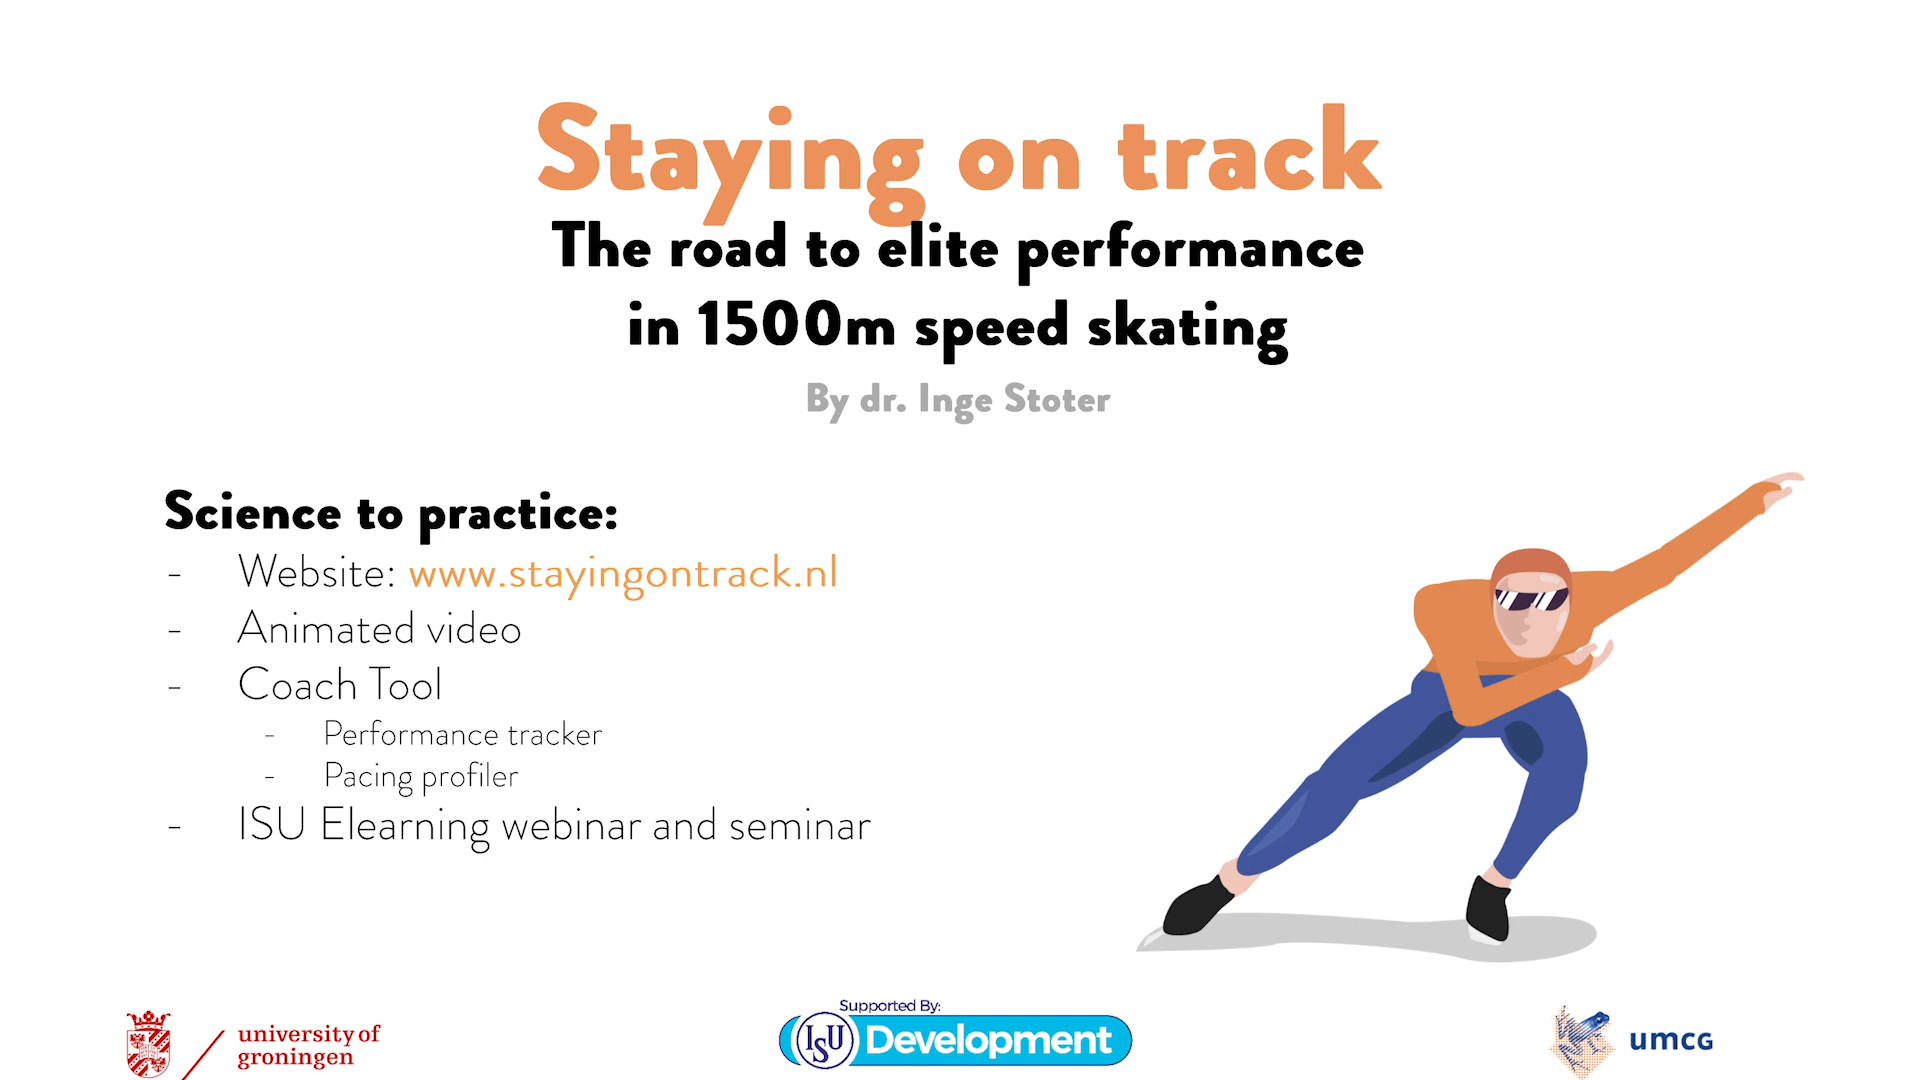 Staying on track
The road to elite performance
in 1500m speed skating
By dr. Inge Stoter
Science to practice:
- Website: www.stayingontrack.nl
- Animated video
- Coach Tool
- Performance tracker
- Pacing profiler
- ISU Elearning webinar and seminar
university of
groningen
Supported By:
ISU Development
umcg